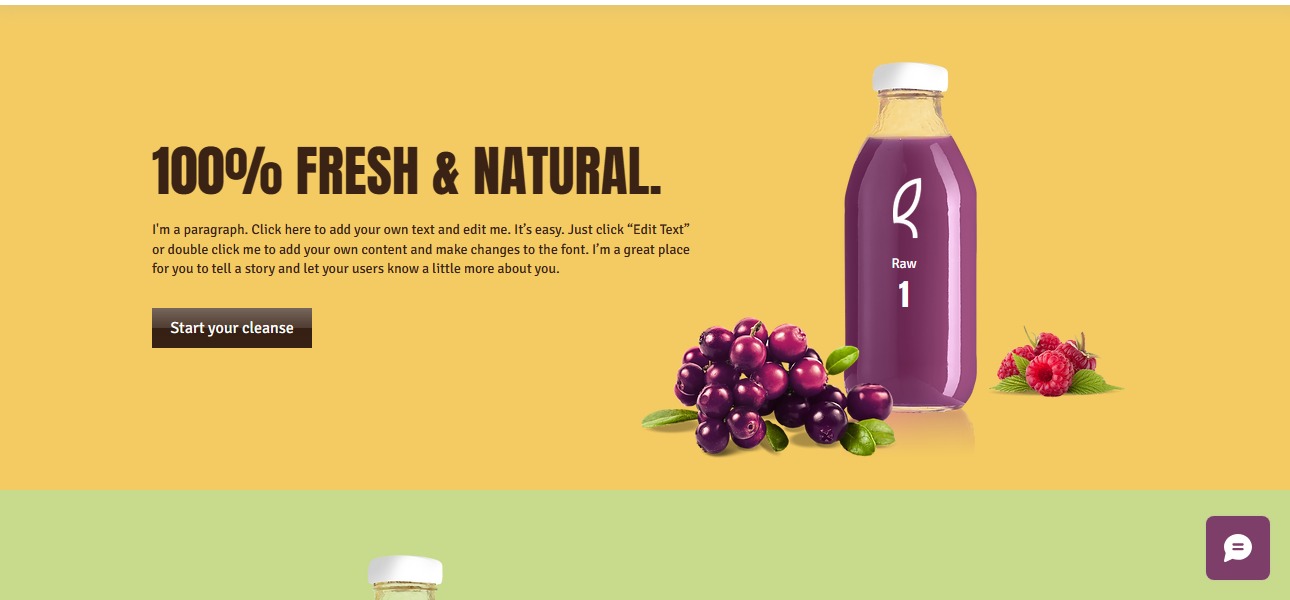 100% FRESH & NATURAL.
I'm a paragraph. Click here to add your own text and edit me. It’s easy. Just click “Edit Text”
or double click me to add your own content and make changes to the font. I’m a great place
for you to tell a story and let your users know a little more about you.
Start your cleanse
Raw
1